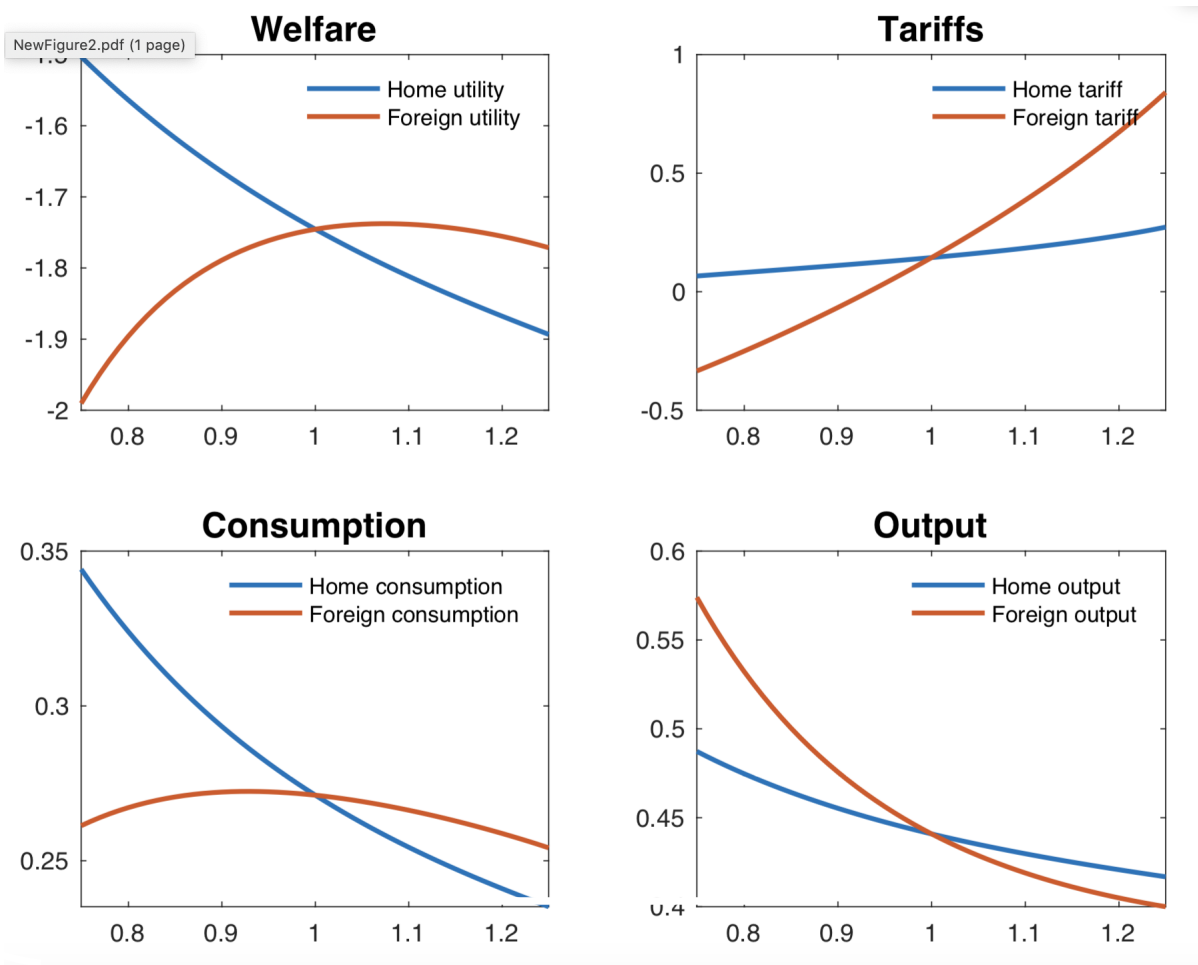 Welfare
NewFigure2.pdf (1 page)
Home utility
Foreign utility
-1.6
-1.7
-1.8
-1.9
-2
0.8 0.9 1 1.1 1.2
Tariffs
1
Home tariff
Foreign tariff
0.5
0
-0.5
0.8 0.9 1 1.1 1.2
Consumption
0.35
Home consumption
Foreign consumption
0.3
0.25
0.8 0.9 1 1.1 1.2
Output
0.6
Home output
Foreign output
0.55
0.5
0.45
0.4
0.8 0.9 1 1.1 1.2